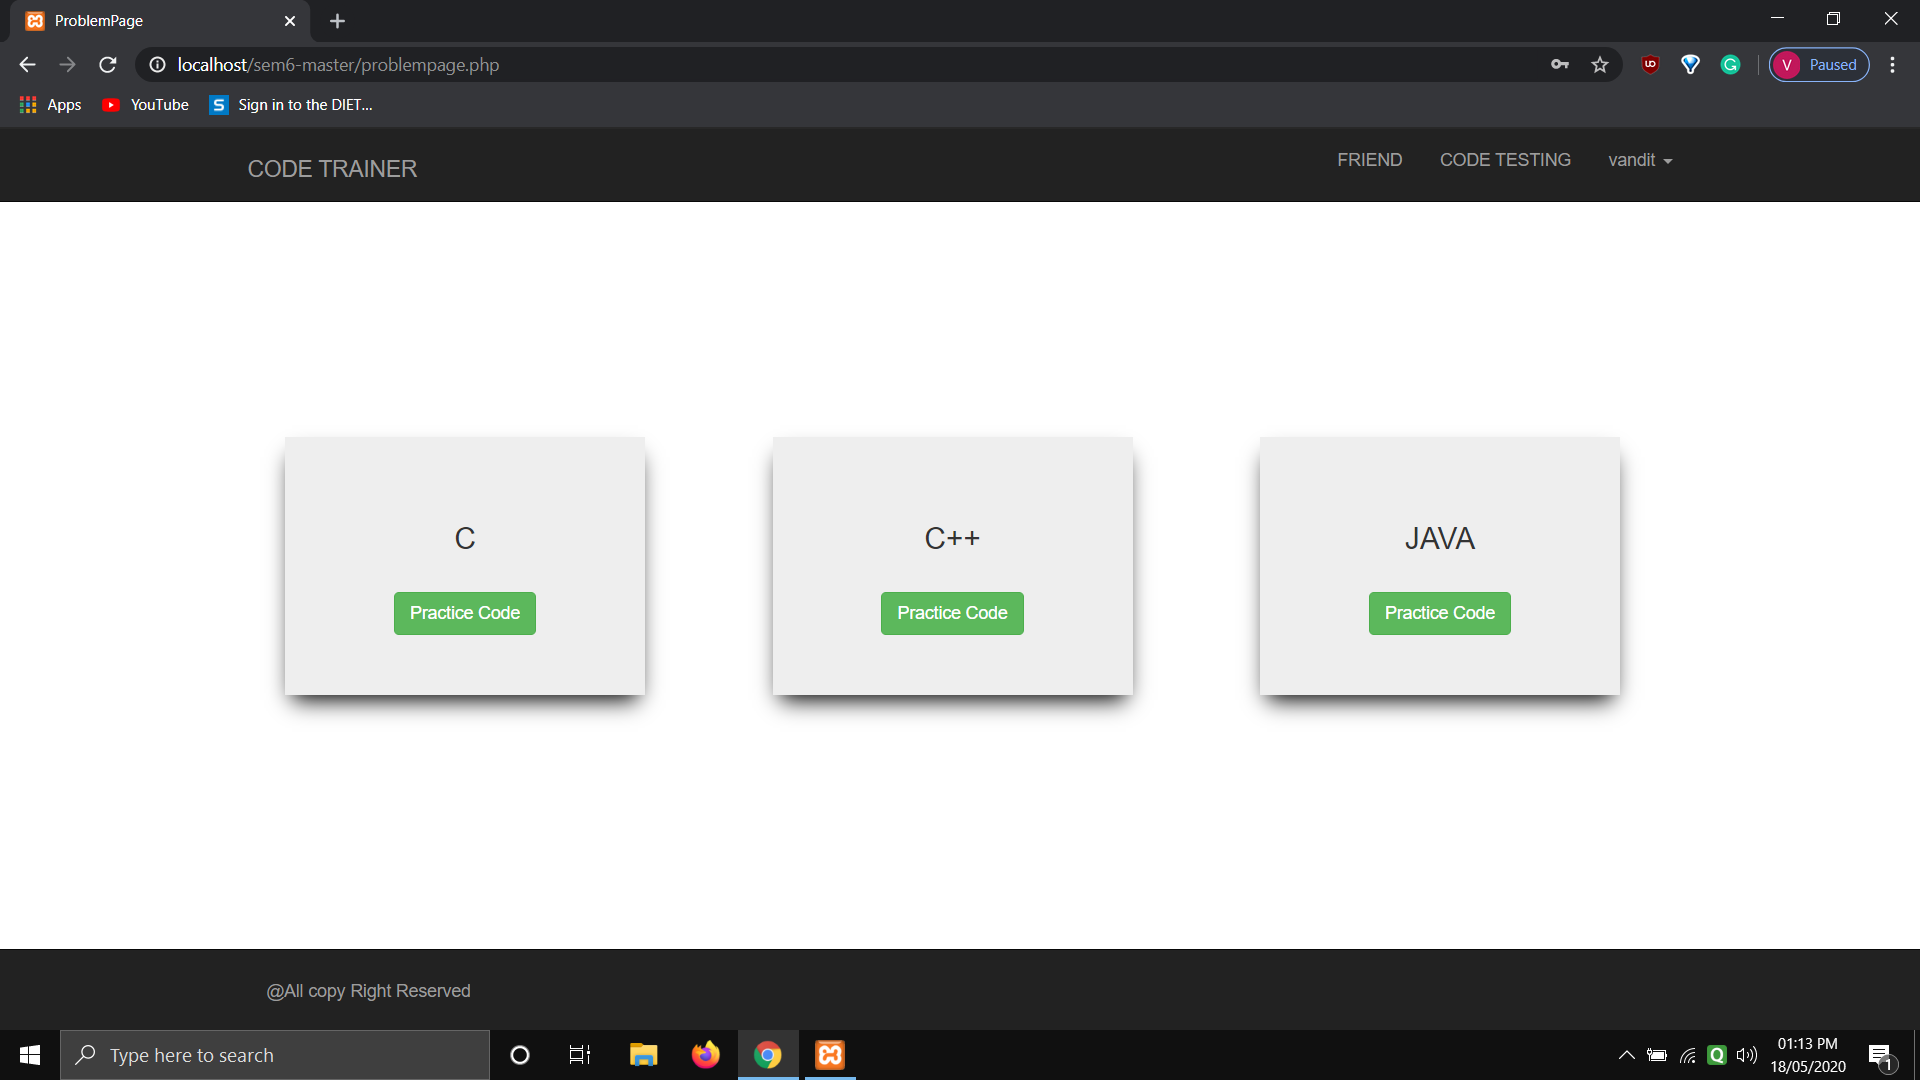 ProblemPage
localhost/sem6-master/problempage.php
V Paused
Apps YouTube S Sign in to the DIET...
CODE TRAINER FRIEND CODE TESTING vandit
C C++ JAVA
Practice Code Practice Code Practice Code
@All copy Right Reserved
Type here to search
01:13 PM
18/05/2020
1